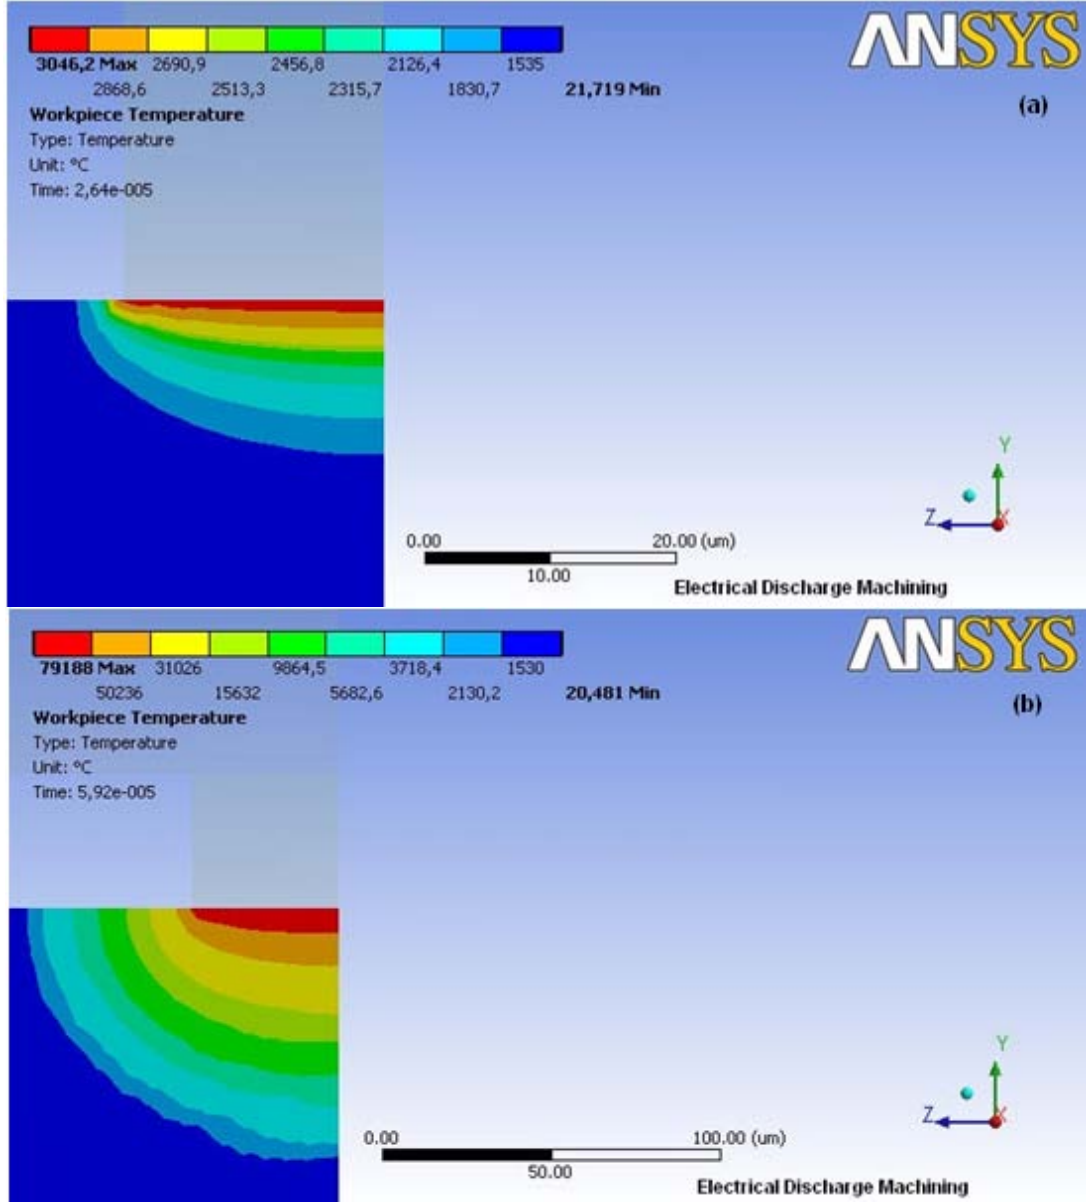 ANSYS
(a)
3046,2 Max 2690,9 2456,8 2126,4 1535
2868,6 2513,3 2315,7 1830,7 21,719 Min
Workpiece Temperature
Type: Temperature
Unit: °C
Time: 2,64e-005
Y
Z X
0.00 20.00 (um)
10.00
Electrical Discharge Machining
ANSYS
(b)
79188 Max 31026 9864,5 3718,4 1530
50236 15632 5682,6 2130,2 20,481 Min
Workpiece Temperature
Type: Temperature
Unit: °C
Time: 5,92e-005
Y
Z X
0.00 100.00 (um)
50.00
Electrical Discharge Machining